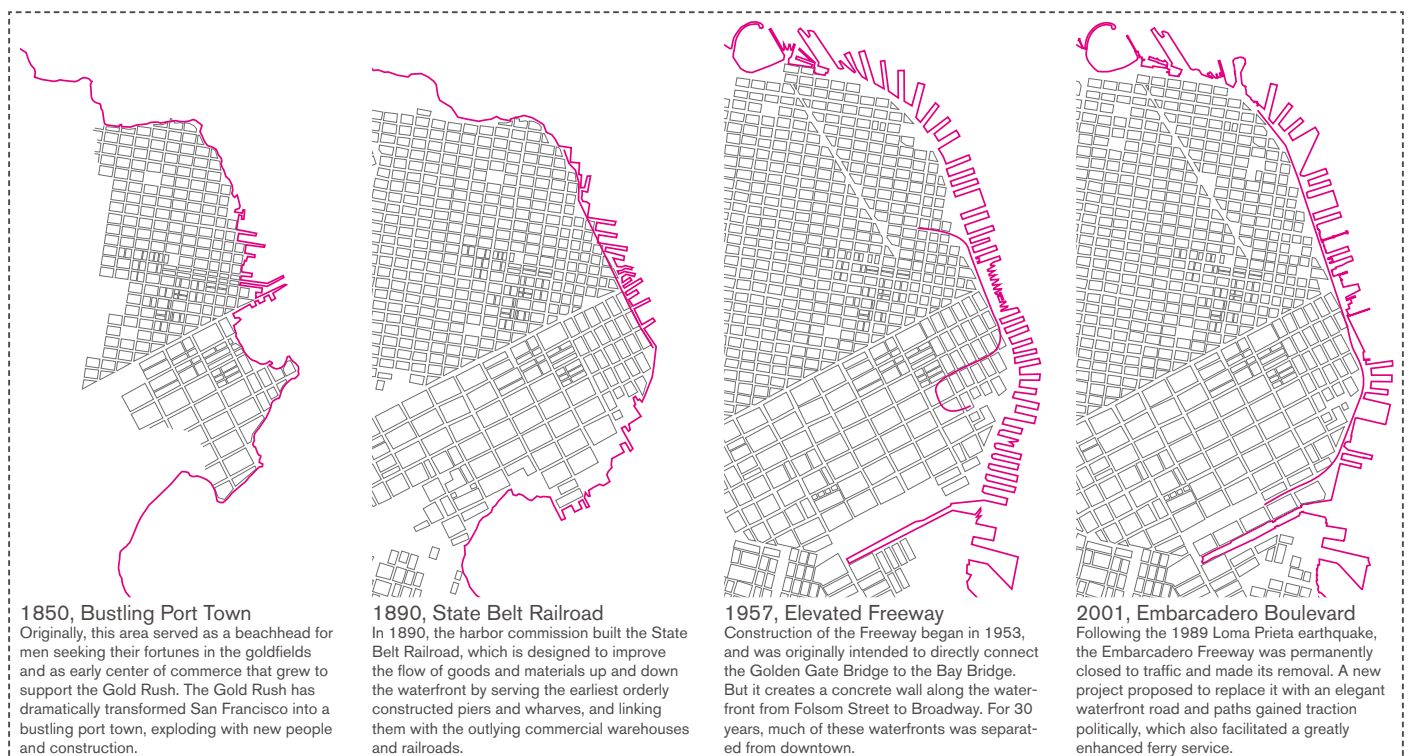 1850, Bustling Port Town
Originally, this area served as a beachhead for
men seeking their fortunes in the goldfields
and as early center of commerce that grew to
support the Gold Rush. The Gold Rush has
dramatically transformed San Francisco into a
bustling port town, exploding with new people
and construction.
1890, State Belt Railroad
In 1890, the harbor commission built the State
Belt Railroad, which is designed to improve
the flow of goods and materials up and down
the waterfront by serving the earliest orderly
constructed piers and wharves, and linking
them with the outlying commercial warehouses
and railroads.
1957, Elevated Freeway
Construction of the Freeway began in 1953,
and was originally intended to directly connect
the Golden Gate Bridge to the Bay Bridge.
But it creates a concrete wall along the water-
front from Folsom Street to Broadway. For 30
years, much of these waterfronts was separat-
ed from downtown.
2001, Embarcadero Boulevard
Following the 1989 Loma Prieta earthquake,
the Embarcadero Freeway was permanently
closed to traffic and made its removal. A new
project proposed to replace it with an elegant
waterfront road and paths gained traction
politically, which also facilitated a greatly
enhanced ferry service.